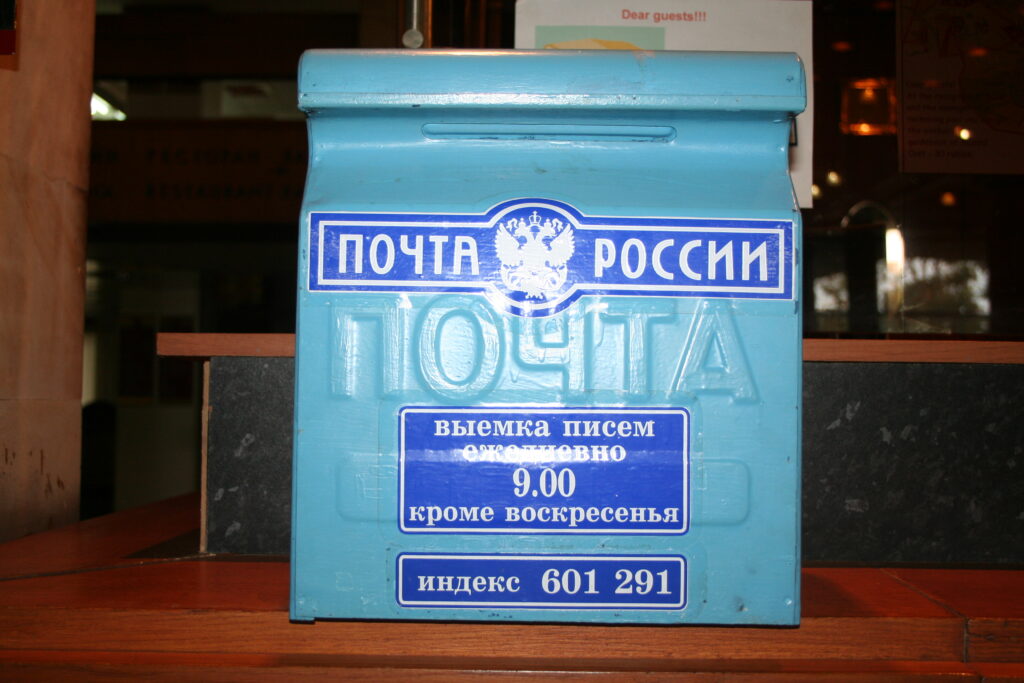 Dear guests!!!
ПОЧТА РОССИИ
ПОЧТА
выемка писем
ежедневно
9.00
кроме воскресенья
индекс 601 291